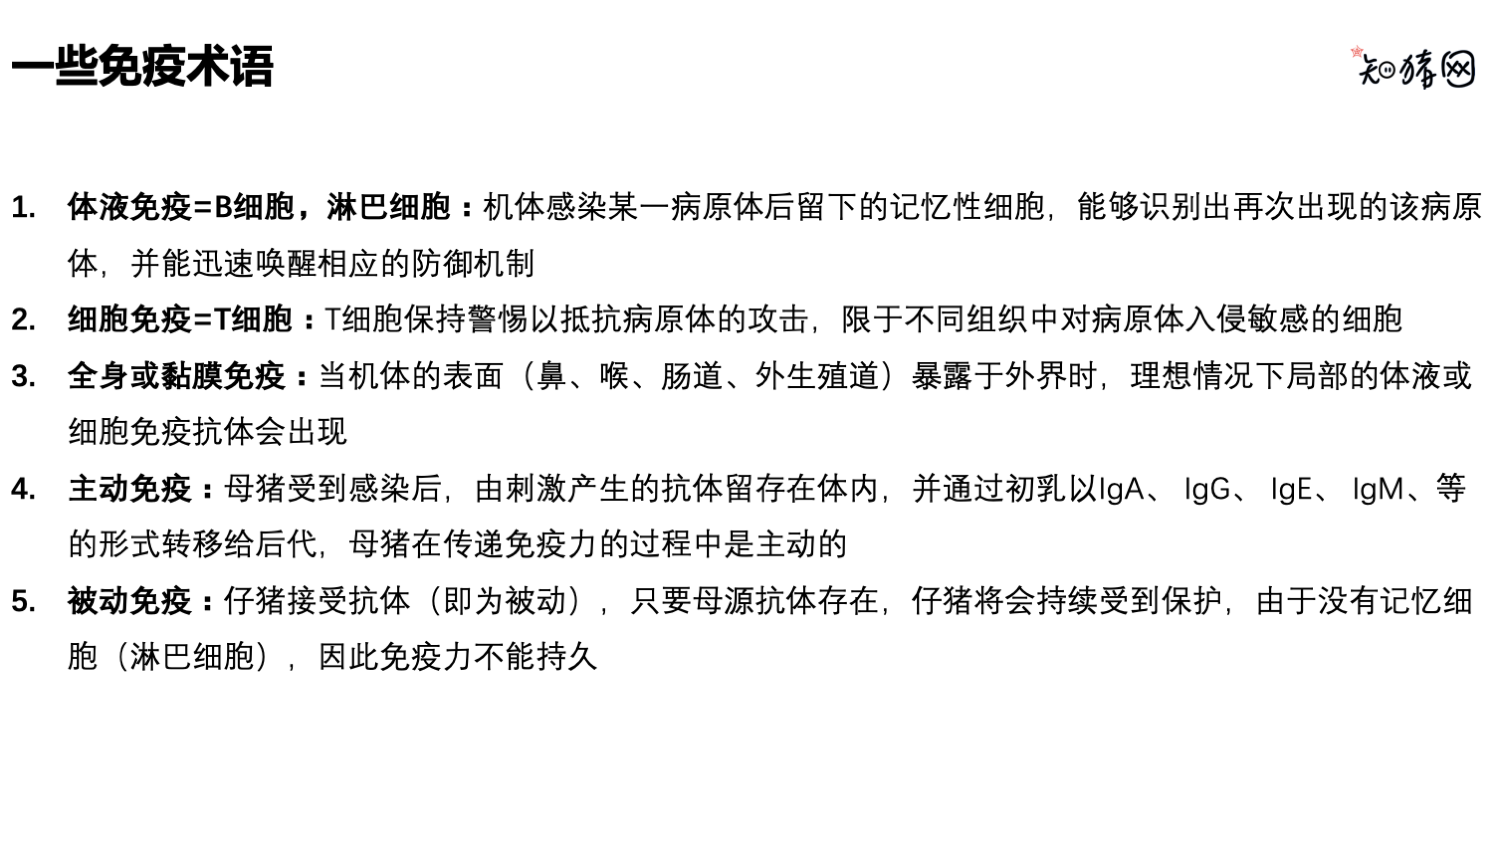 一些免疫术语
知猪网
1. 体液免疫=B细胞，淋巴细胞：机体感染某一病原体后留下的记忆性细胞，能够识别出再次出现的该病原
体，并能迅速唤醒相应的防御机制
2. 细胞免疫=T细胞：T细胞保持警惕以抵抗病原体的攻击，限于不同组织中对病原体入侵敏感的细胞
3. 全身或黏膜免疫：当机体的表面（鼻、喉、肠道、外生殖道）暴露于外界时，理想情况下局部的体液或
细胞免疫抗体会出现
4. 主动免疫：母猪受到感染后，由刺激产生的抗体留存在体内，并通过初乳以IgA、 IgG、 IgE、 IgM、等
的形式转移给后代，母猪在传递免疫力的过程中是主动的
5. 被动免疫：仔猪接受抗体（即为被动），只要母源抗体存在，仔猪将会持续受到保护，由于没有记忆细
胞（淋巴细胞），因此免疫力不能持久